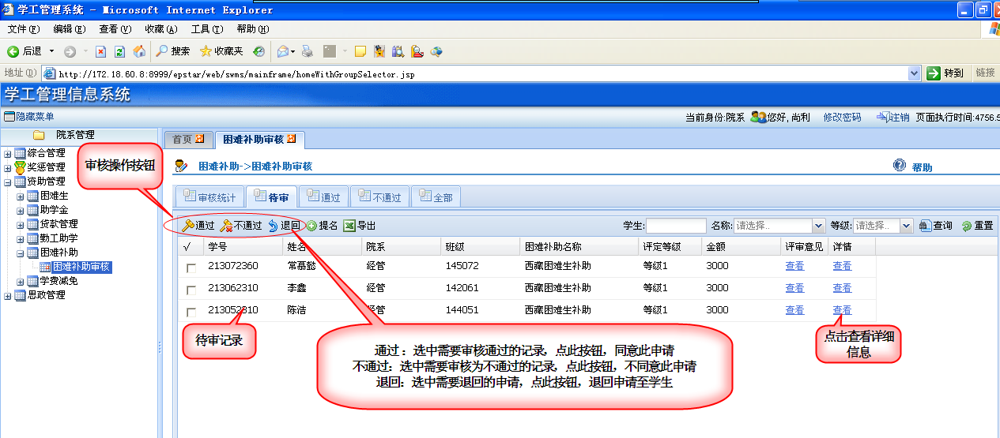 学工管理系统 - Microsoft Internet Explorer
文件(F) 编辑(E) 查看(V) 收藏(A) 工具(T) 帮助(H)
后退 搜索 收藏夹
地址(D) http://172.18.60.8:8999/epstar/web/swms/mainframe/homeWithGroupSelector.jsp 转到 链接
学工管理信息系统
隐藏菜单 当前身份:院系 您好, 尚利 修改密码 注销 页面执行时间:4756.5
院系管理
首页 困难补助审核
综合管理
奖惩管理
资助管理
困难生
助学金
贷款管理
勤工助学
困难补助
困难补助审核
学费减免
思政管理
审核操作按钮
困难补助->困难补助审核 帮助
审核统计 待审 通过 不通过 全部
通过 不通过 退回 提名 导出 学生: 名称: 请选择.. 等级: 请选择.. 查询 重置
√ 学号 姓名 院系 班级 困难补助名称 评定等级 金额 评审意见 详情
213072360 常慕懿 经管 145072 西藏困难生补助 等级1 3000 查看 查看
213062310 李鑫 经管 142061 西藏困难生补助 等级1 3000 查看 查看
213052310 陈浩 经管 144051 西藏困难生补助 等级1 3000 查看 查看
待审记录
通过：选中需要审核通过的记录，点此按钮，同意此申请
不通过：选中需要审核为不通过的记录，点此按钮，不同意此申请
退回：选中需要退回的申请，点此按钮，退回申请至学生
点击查看详细
信息